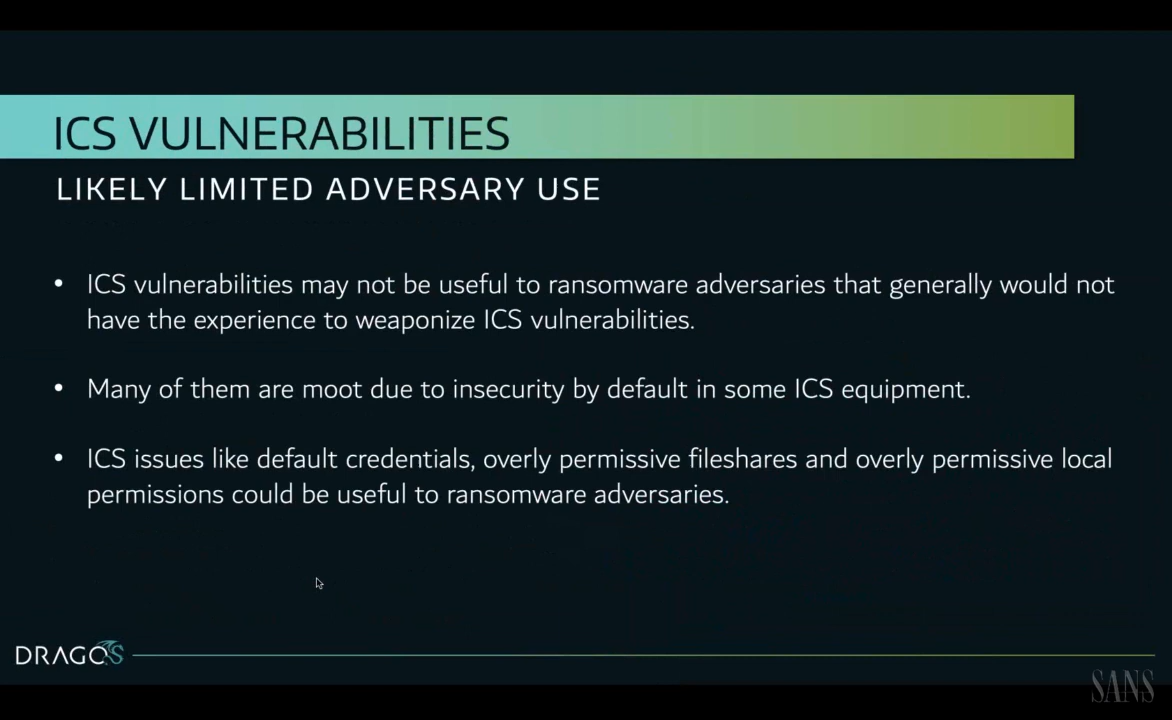 ICS VULNERABILITIES
LIKELY LIMITED ADVERSARY USE
• ICS vulnerabilities may not be useful to ransomware adversaries that generally would not
have the experience to weaponize ICS vulnerabilities.
• Many of them are moot due to insecurity by default in some ICS equipment.
• ICS issues like default credentials, overly permissive fileshares and overly permissive local
permissions could be useful to ransomware adversaries.
DRAGOS
SANS